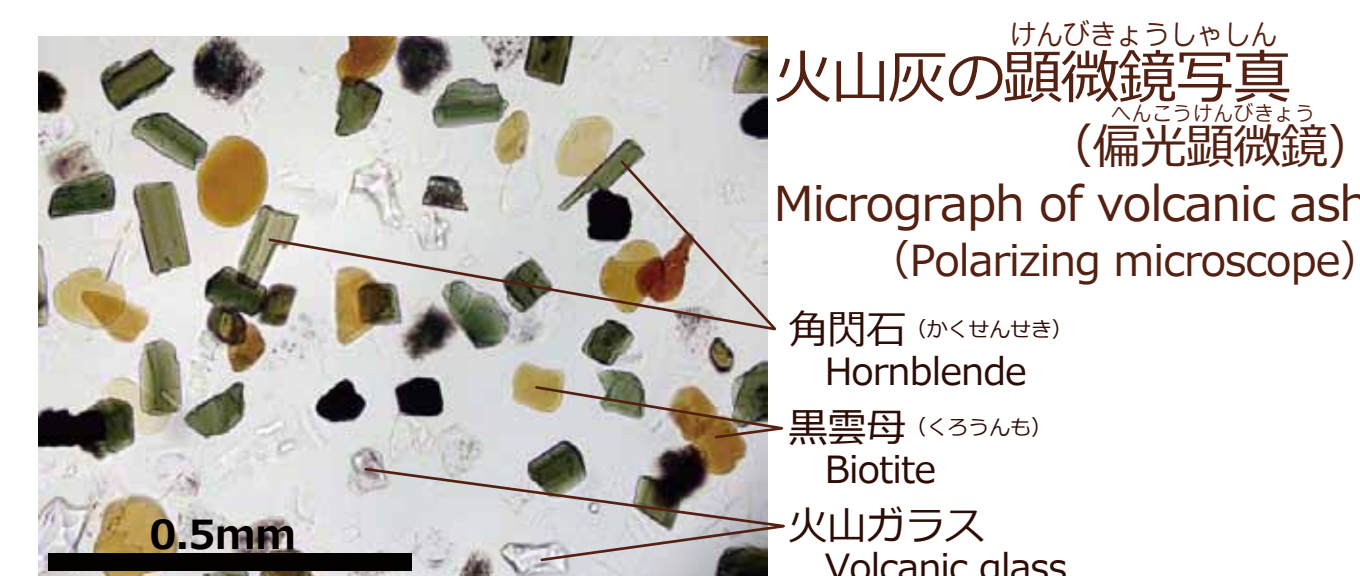 けんびきょうしゃしん
火山灰の顕微鏡写真
へんこうけんびきょう
（偏光顕微鏡）
Micrograph of volcanic ash
（Polarizing microscope）
角閃石（かくせんせき）
Hornblende
黒雲母（くろうんも）
Biotite
火山ガラス
Volcanic glass
0.5mm